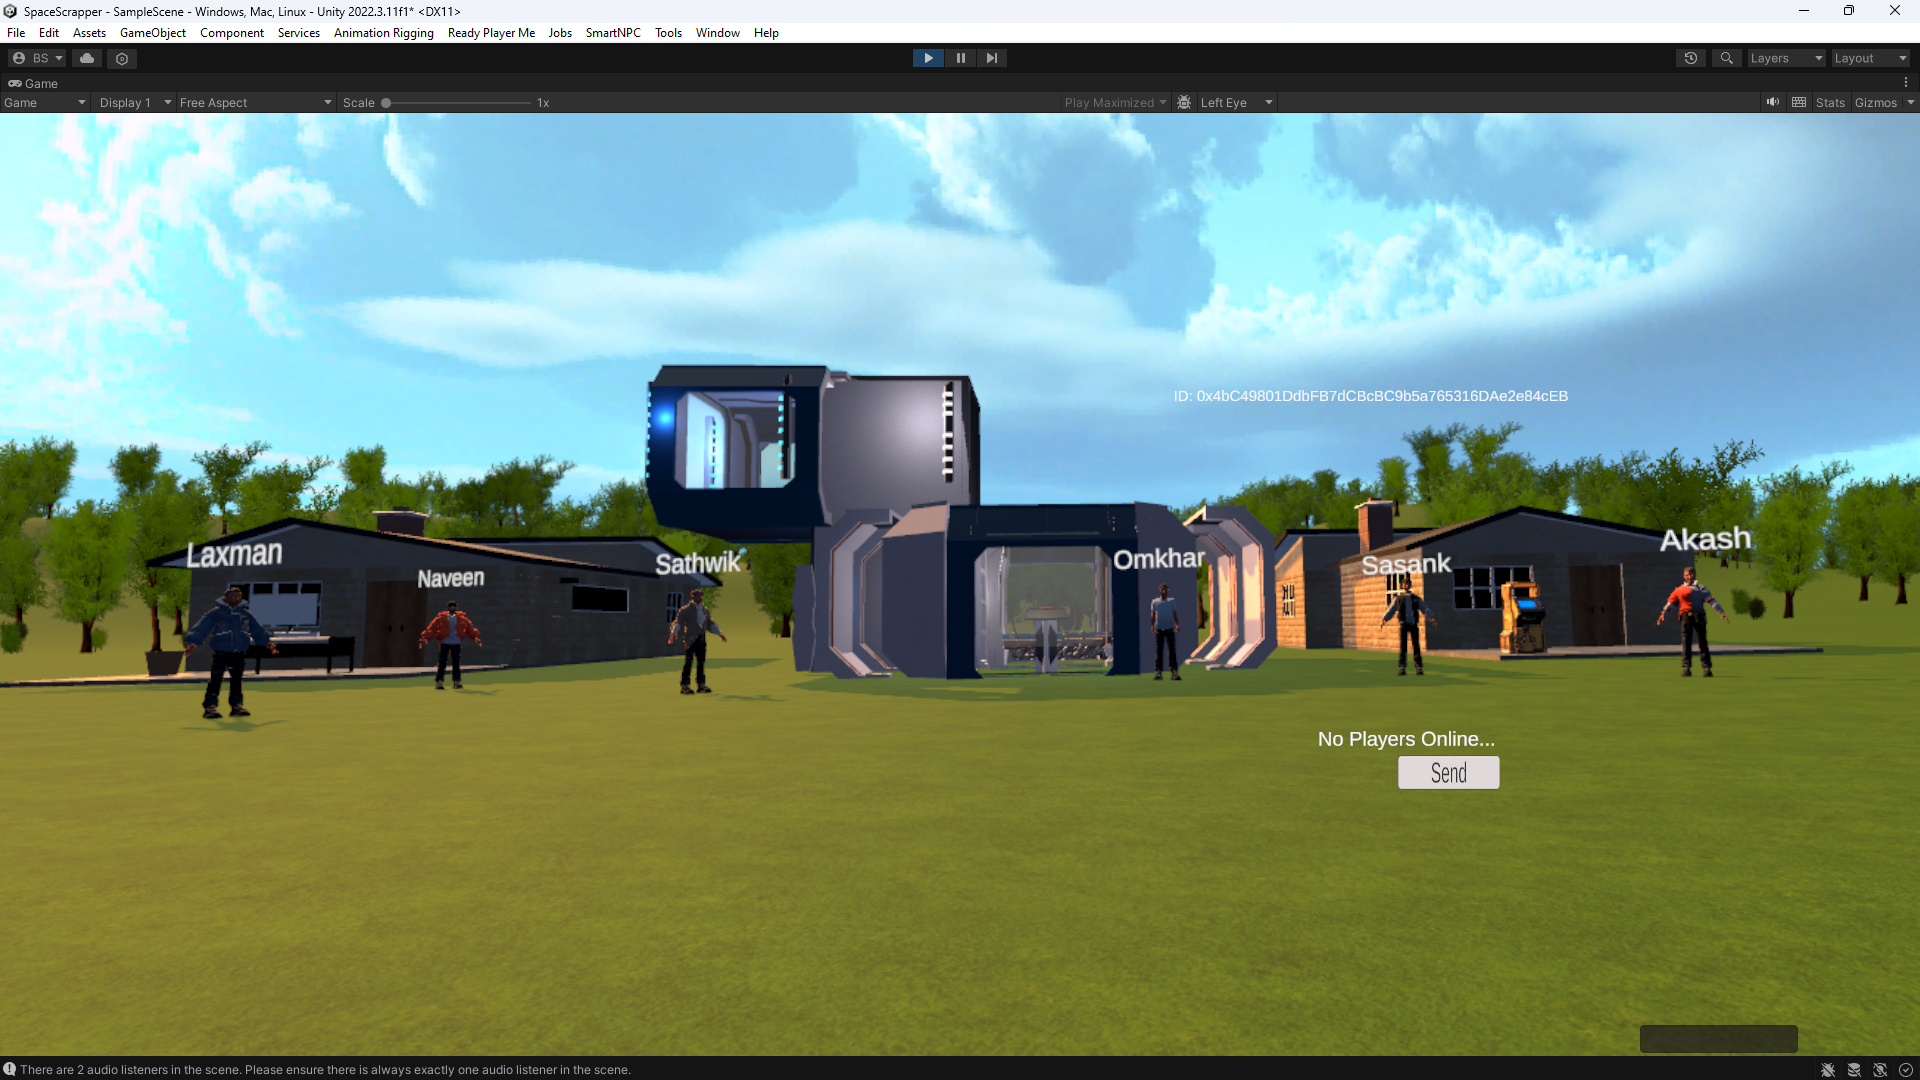 SpaceScrapper - SampleScene - Windows, Mac, Linux - Unity 2022.3.11f1* <DX11>
File Edit Assets GameObject Component Services Animation Rigging Ready Player Me Jobs SmartNPC Tools Window Help
BS Layers Layout
Game
Game Display 1 Free Aspect Scale 1x Play Maximized Left Eye Stats Gizmos
ID: 0x4bC49801DdbFB7dCBcBC9b5a765316DAe2e84cEB
Laxman
Naveen
Sathwik
Omkhar
Sasank
Akash
No Players Online...
Send
There are 2 audio listeners in the scene. Please ensure there is always exactly one audio listener in the scene.